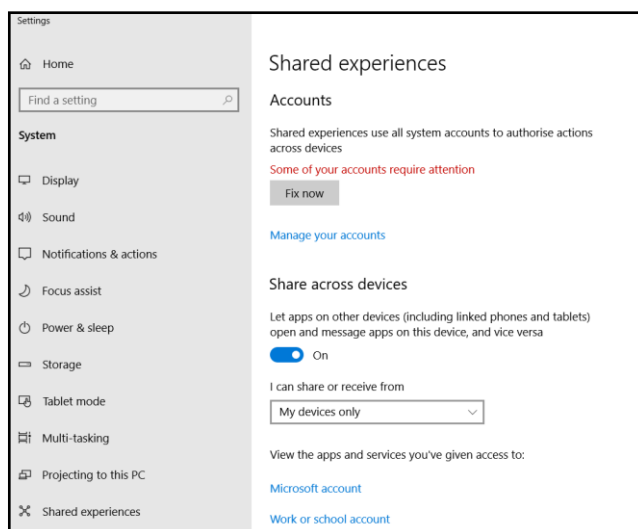 Settings
Home
Find a setting
System
Display
Sound
Notifications & actions
Focus assist
Power & sleep
Storage
Tablet mode
Multi-tasking
Projecting to this PC
Shared experiences
Shared experiences
Accounts
Shared experiences use all system accounts to authorise actions
across devices
Some of your accounts require attention
Fix now
Manage your accounts
Share across devices
Let apps on other devices (including linked phones and tablets)
open and message apps on this device, and vice versa
On
I can share or receive from
My devices only
View the apps and services you've given access to:
Microsoft account
Work or school account